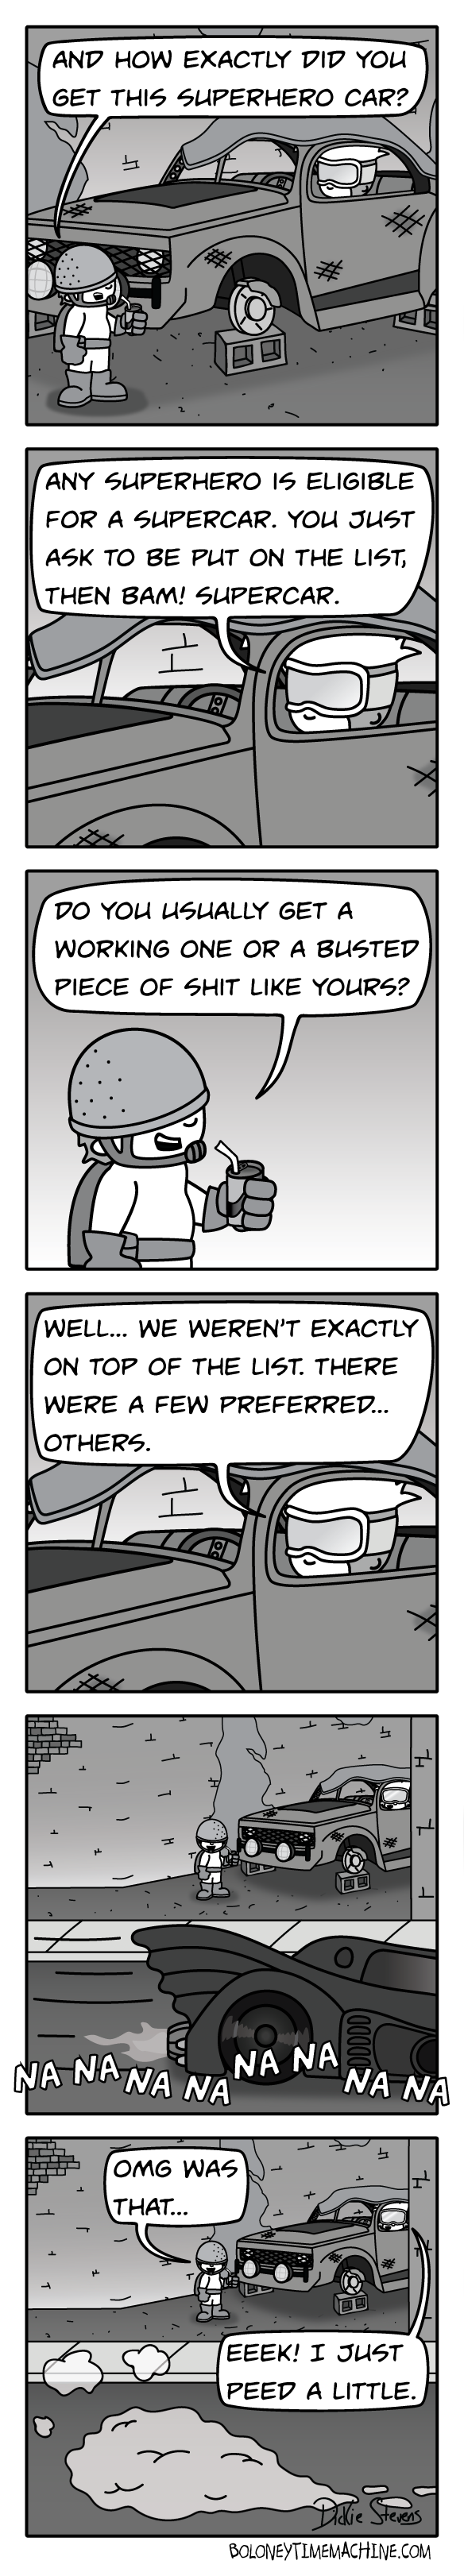 AND HOW EXACTLY DID YOU
GET THIS SUPERHERO CAR?
ANY SUPERHERO IS ELIGIBLE
FOR A SUPERCAR. YOU JUST
ASK TO BE PUT ON THE LIST,
THEN BAM! SUPERCAR.
DO YOU USUALLY GET A
WORKING ONE OR A BUSTED
PIECE OF SHIT LIKE YOURS?
WELL... WE WEREN'T EXACTLY
ON TOP OF THE LIST. THERE
WERE A FEW PREFERRED...
OTHERS.
NA NA NA NA NA NA NA NA
OMG WAS
THAT...
EEEK! I JUST
PEED A LITTLE.
Dickie Stevens
BOLONEYTIMEMACHINE.COM